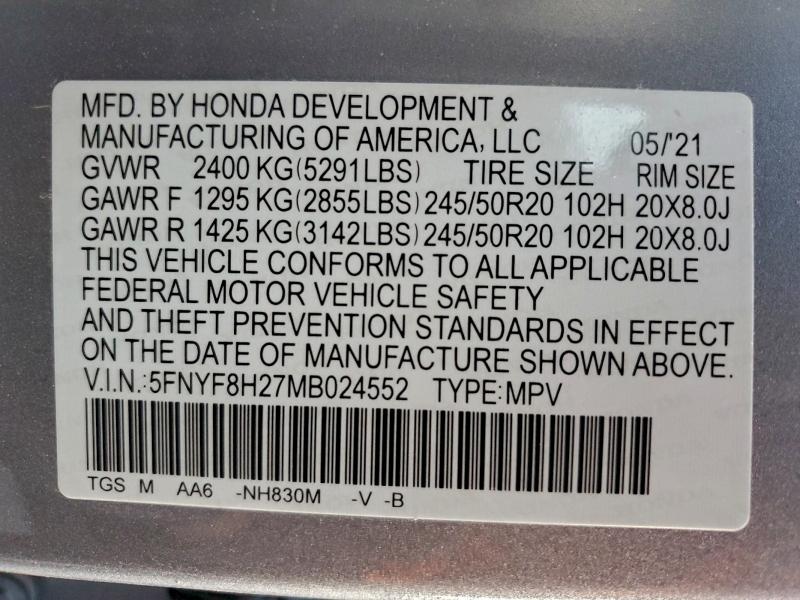 MFD. BY HONDA DEVELOPMENT &
MANUFACTURING OF AMERICA, LLC 05/'21
GVWR 2400 KG(5291LBS) TIRE SIZE RIM SIZE
GAWR F 1295 KG(2855LBS) 245/50R20 102H 20X8.0J
GAWR R 1425 KG(3142LBS) 245/50R20 102H 20X8.0J
THIS VEHICLE CONFORMS TO ALL APPLICABLE
FEDERAL MOTOR VEHICLE SAFETY
AND THEFT PREVENTION STANDARDS IN EFFECT
ON THE DATE OF MANUFACTURE SHOWN ABOVE.
V.I.N.:5FNYF8H27MB024552 TYPE:MPV
TGS M AA6 -NH830M -V -B